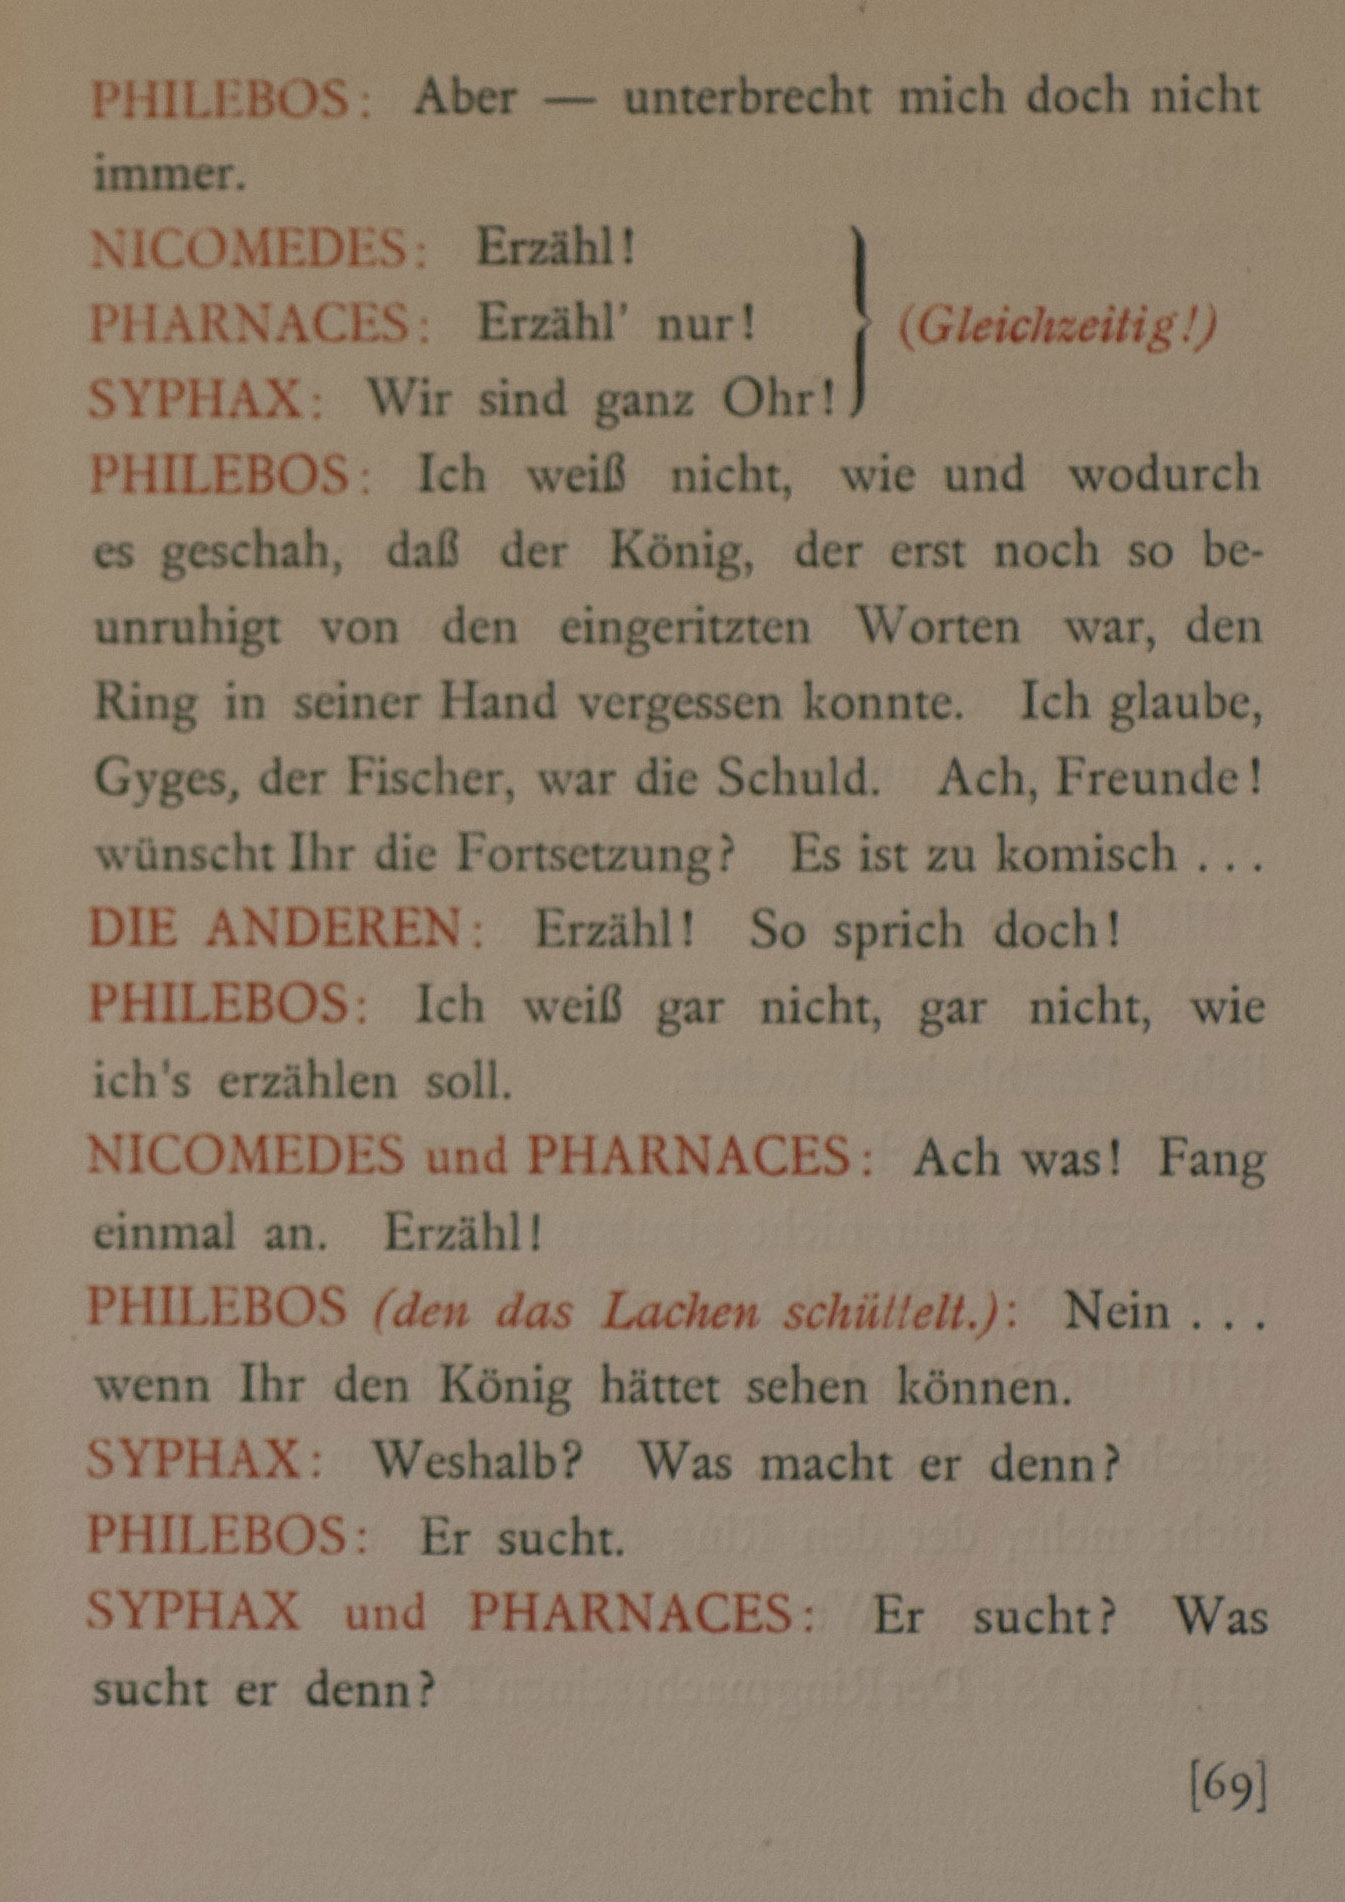 PHILEBOS: Aber — unterbrecht mich doch nicht
immer.
NICOMEDES: Erzähl!
PHARNACES: Erzähl' nur! (Gleichzeitig!)
SYPHAX: Wir sind ganz Ohr!
PHILEBOS: Ich weiß nicht, wie und wodurch
es geschah, daß der König, der erst noch so be-
unruhigt von den eingeritzten Worten war, den
Ring in seiner Hand vergessen konnte. Ich glaube,
Gyges, der Fischer, war die Schuld. Ach, Freunde!
wünscht Ihr die Fortsetzung? Es ist zu komisch . . .
DIE ANDEREN: Erzähl! So sprich doch!
PHILEBOS: Ich weiß gar nicht, gar nicht, wie
ich's erzählen soll.
NICOMEDES und PHARNACES: Ach was! Fang
einmal an. Erzähl!
PHILEBOS (den das Lachen schüttelt.): Nein . . .
wenn Ihr den König hättet sehen können.
SYPHAX: Weshalb? Was macht er denn?
PHILEBOS: Er sucht.
SYPHAX und PHARNACES: Er sucht? Was
sucht er denn?
[69]